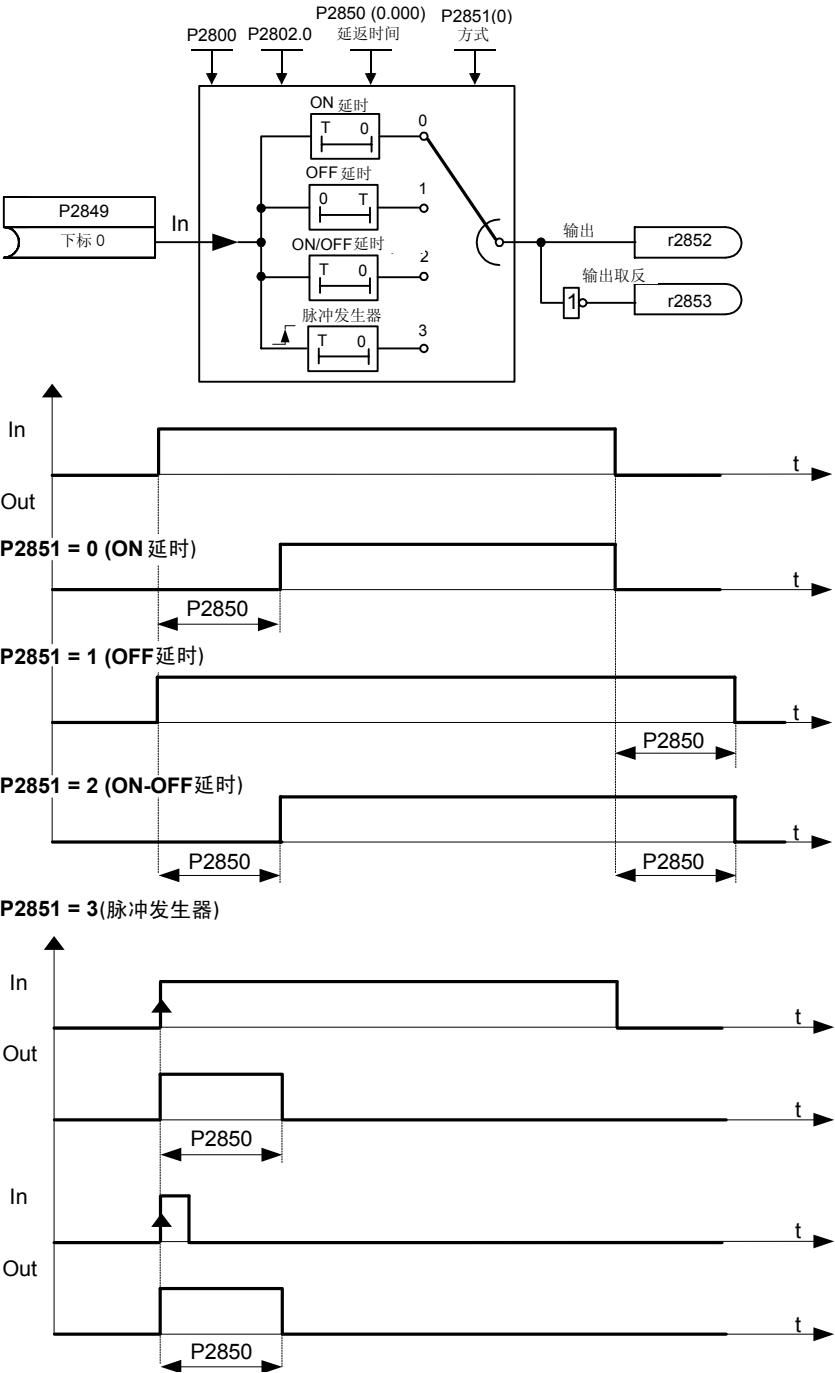 P2850 (0.000) P2851(0)
P2800 P2802.0 延返时间 方式
ON 延时
T 0 0
OFF 延时
P2849
0 T 1
下标 0 In
ON/OFF延时 输出 r2852
T 0 2
输出取反
脉冲发生器 1 r2853
T 0 3
In
t
Out
P2851 = 0 (ON 延时)
t
P2850
P2851 = 1 (OFF延时)
t
P2850
P2851 = 2 (ON-OFF延时)
t
P2850 P2850
P2851 = 3(脉冲发生器)
In
t
Out
t
P2850
In
t
Out
t
P2850